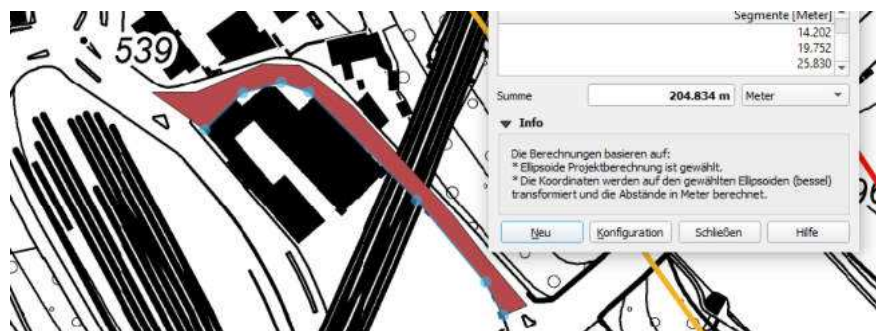 539
Segmente [Meter]
14.202
19.752
25.830
Summe
204.834 m
Meter
Info
Die Berechnungen basieren auf:
* Ellipsoide Projektberechnung ist gewählt.
* Die Koordinaten werden auf den gewählten Ellipsoiden (bessel)
transformiert und die Abstände in Meter berechnet.
Neu
Konfiguration
Schließen
Hilfe